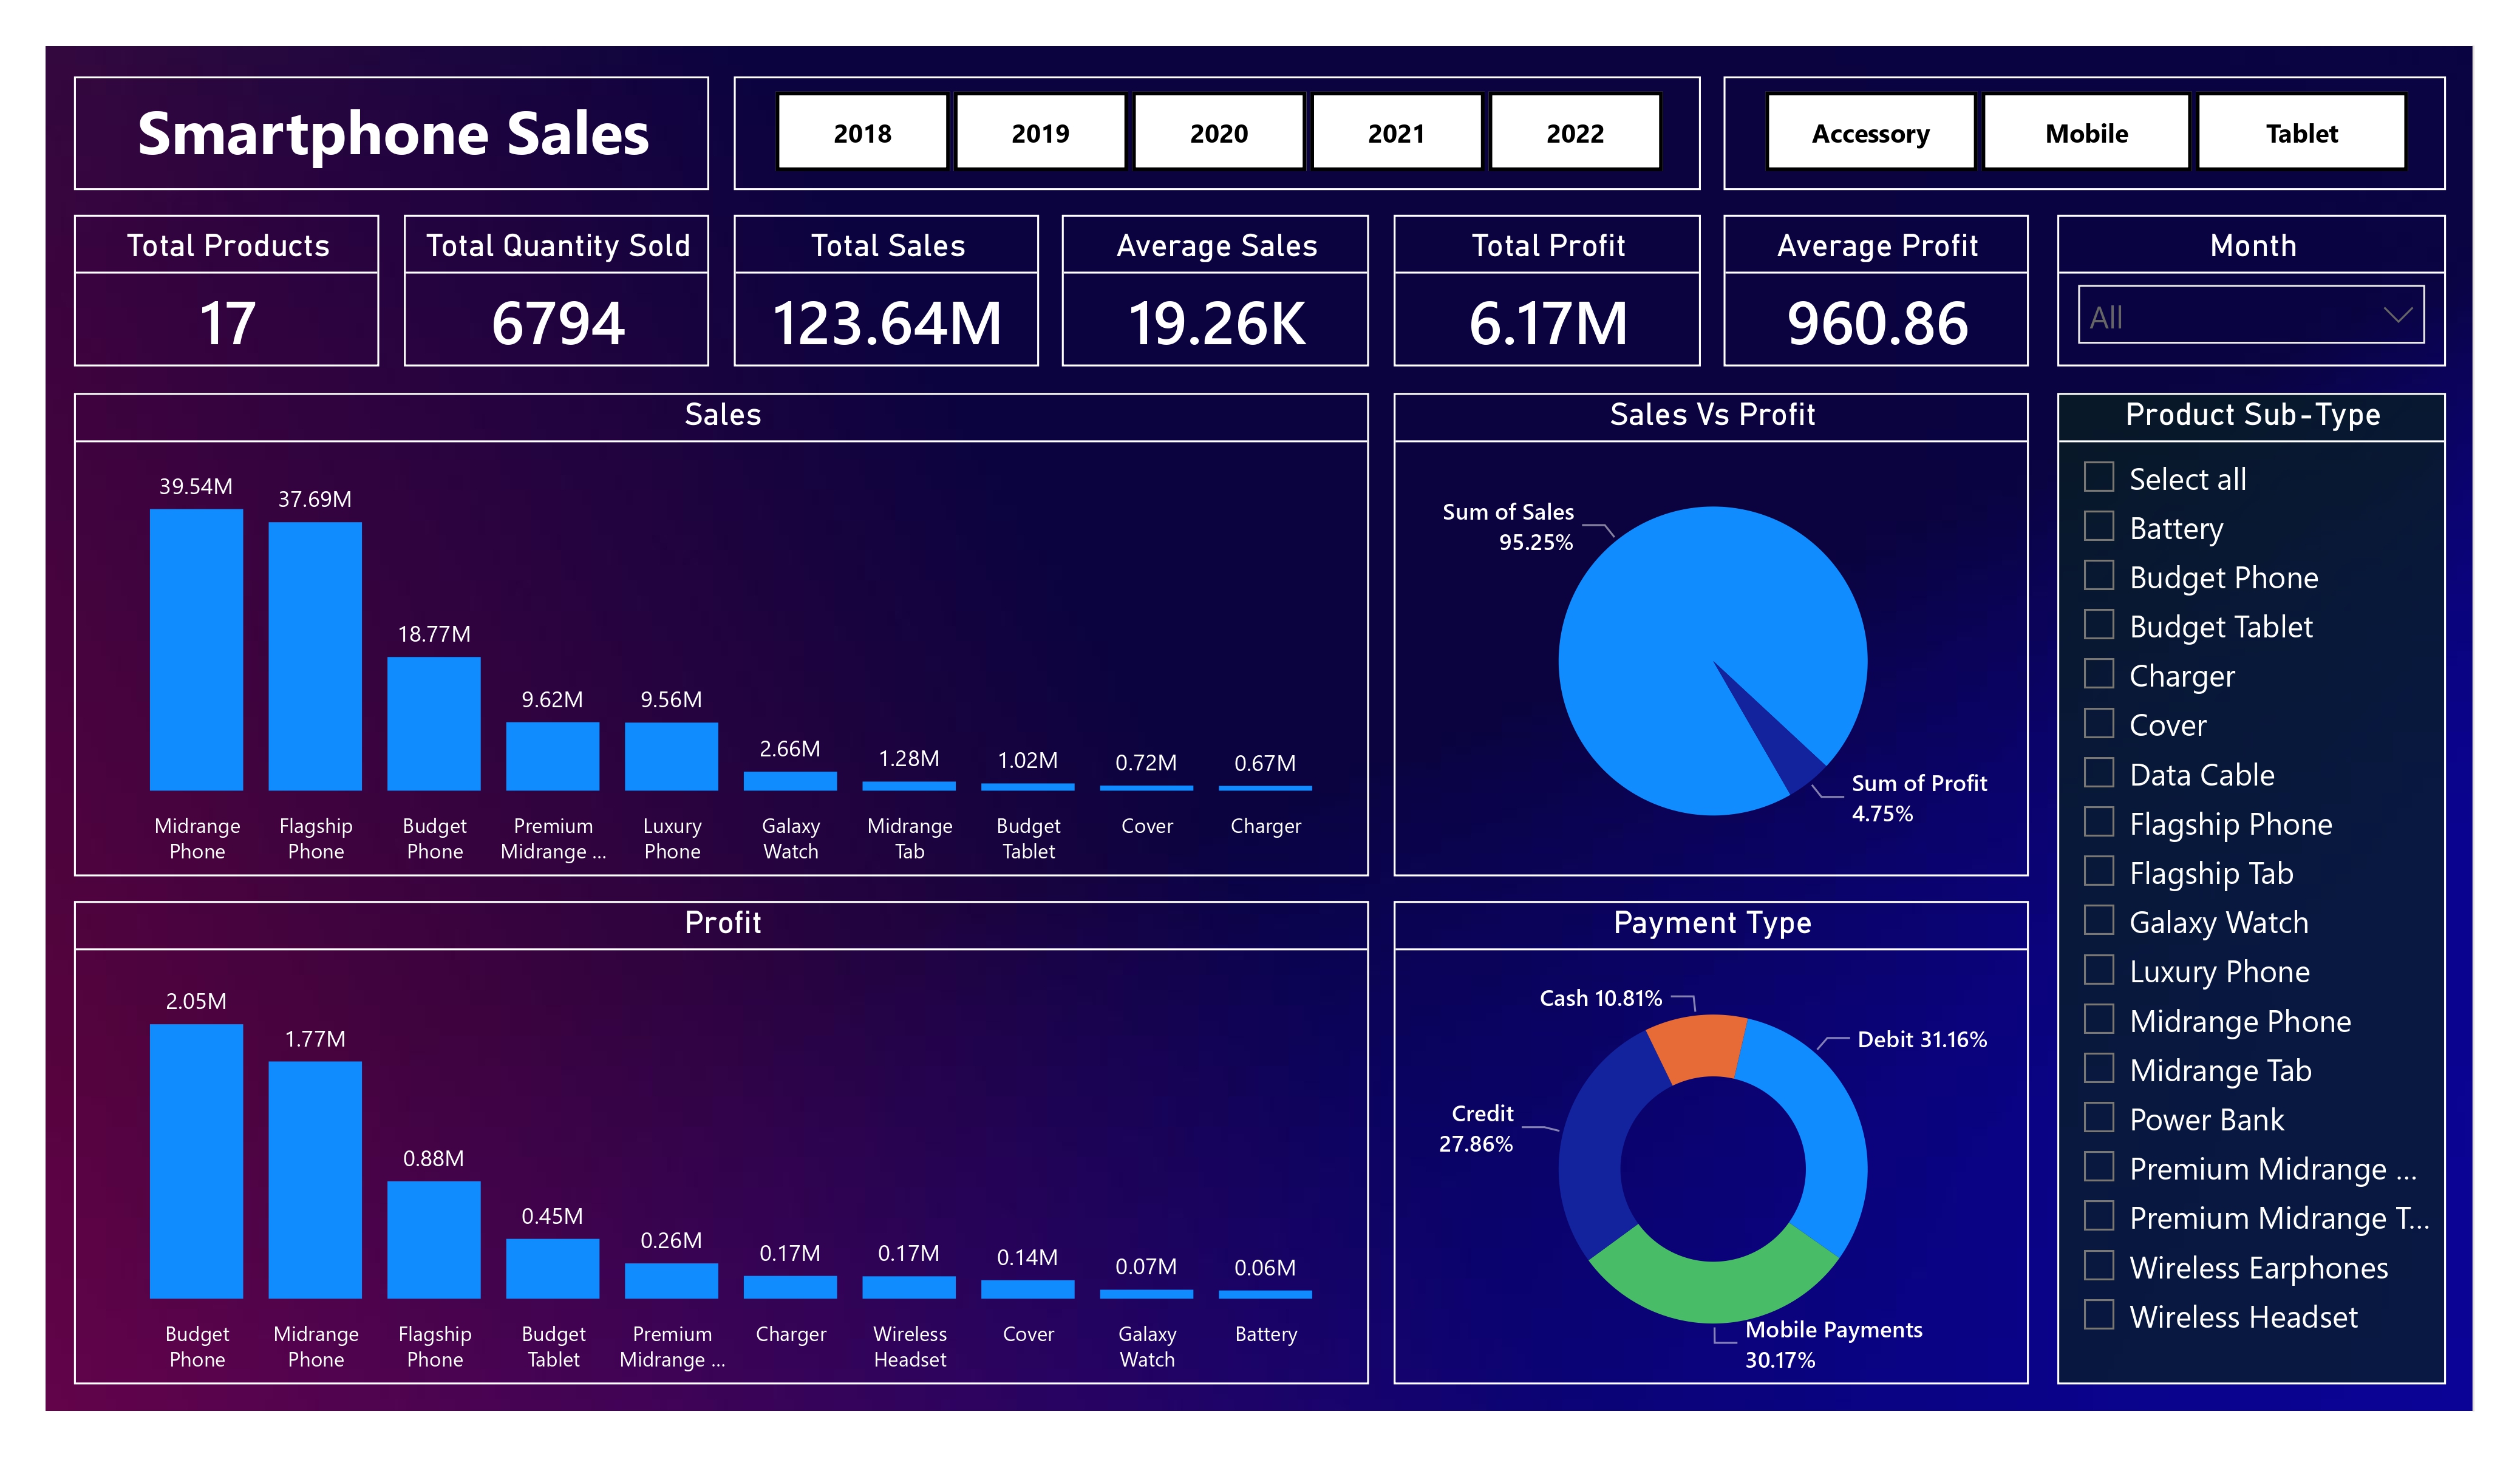 Smartphone Sales
2018
2019
2020
2021
2022
Accessory
Mobile
Tablet
Total Products
17
Total Quantity Sold
6794
Total Sales
123.64M
Average Sales
19.26K
Total Profit
6.17M
Average Profit
960.86
Month
All
Sales
39.54M
37.69M
18.77M
9.62M
9.56M
2.66M
1.28M
1.02M
0.72M
0.67M
Midrange
Phone
Flagship
Phone
Budget
Phone
Premium
Midrange ...
Luxury
Phone
Galaxy
Watch
Midrange
Tab
Budget
Tablet
Cover
Charger
Sales Vs Profit
Sum of Sales
95.25%
Sum of Profit
4.75%
Product Sub-Type
Select all
Battery
Budget Phone
Budget Tablet
Charger
Cover
Data Cable
Flagship Phone
Flagship Tab
Galaxy Watch
Luxury Phone
Midrange Phone
Midrange Tab
Power Bank
Premium Midrange ...
Premium Midrange T...
Wireless Earphones
Wireless Headset
Profit
2.05M
1.77M
0.88M
0.45M
0.26M
0.17M
0.17M
0.14M
0.07M
0.06M
Budget
Phone
Midrange
Phone
Flagship
Phone
Budget
Tablet
Premium
Midrange ...
Charger
Wireless
Headset
Cover
Galaxy
Watch
Battery
Payment Type
Cash 10.81%
Debit 31.16%
Credit
27.86%
Mobile Payments
30.17%